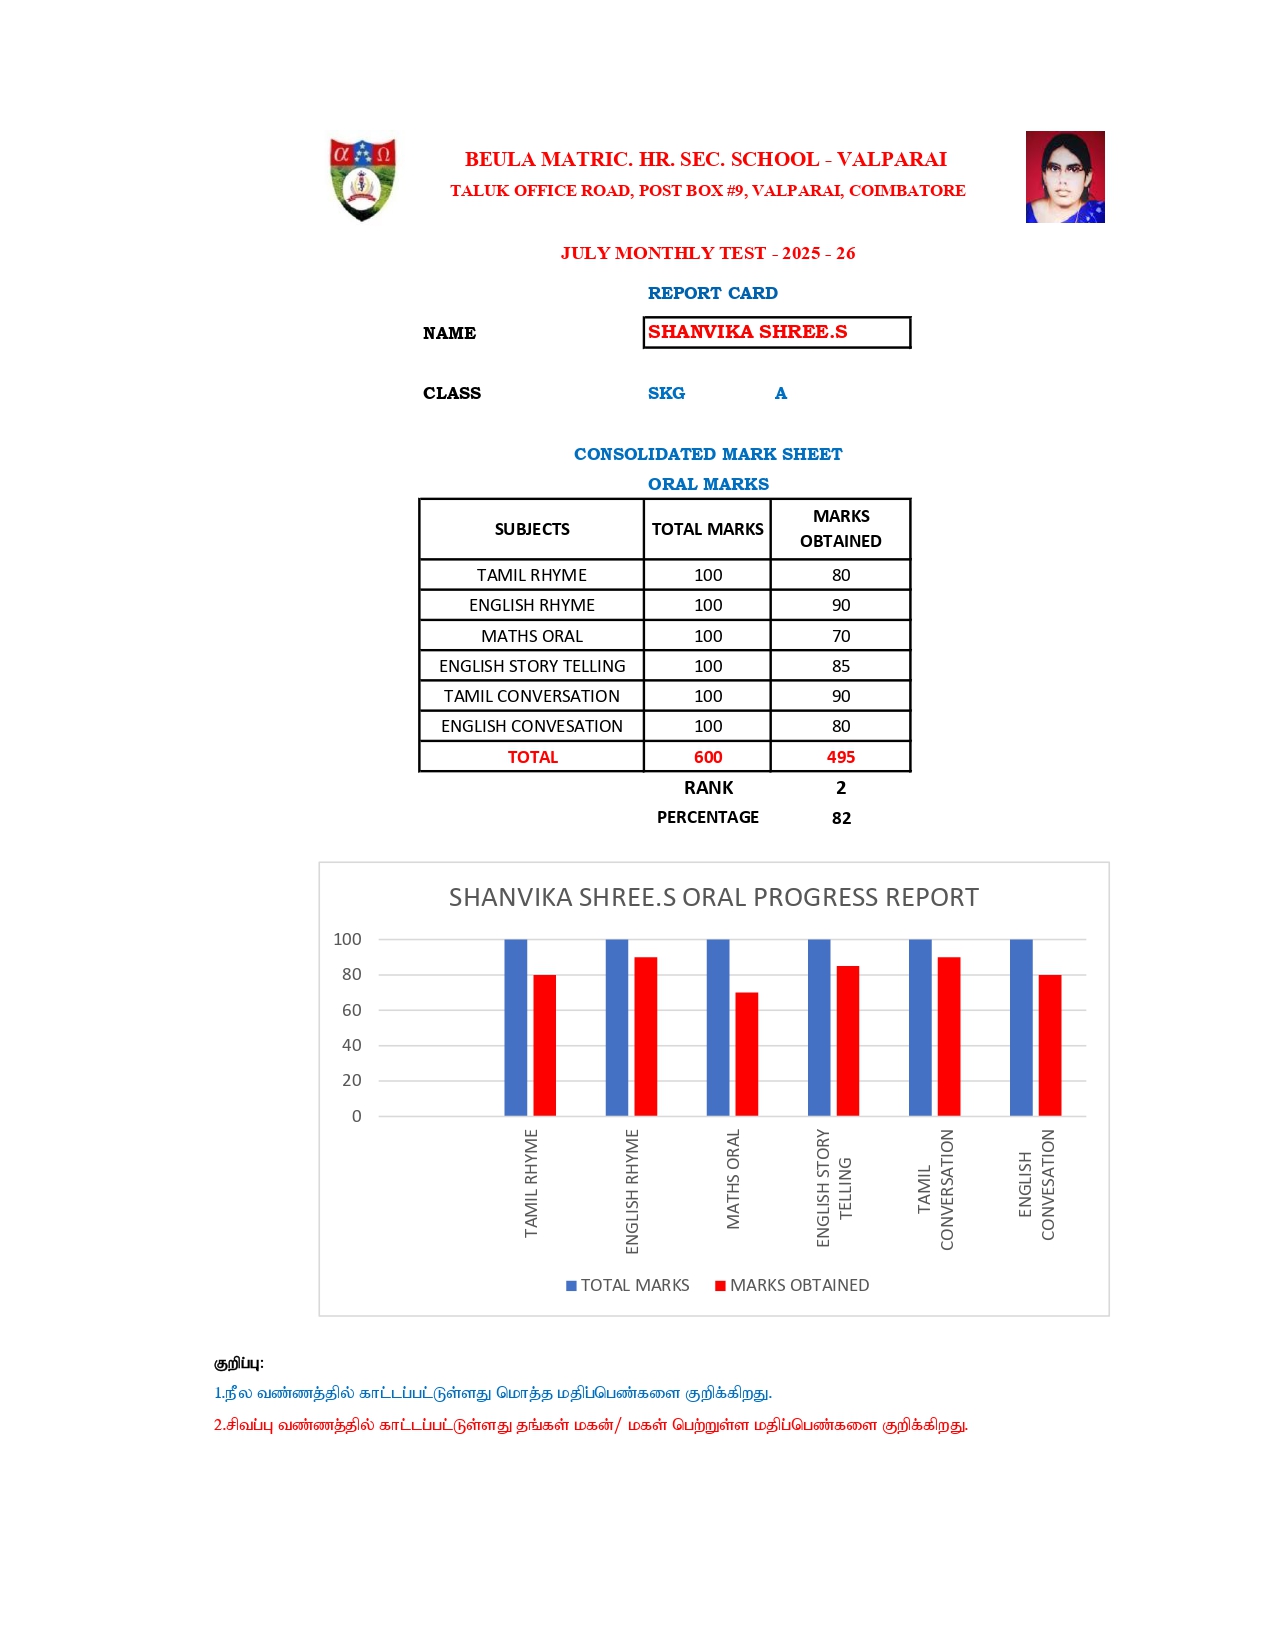 α Ω
BEULA MATRIC. HR. SEC. SCHOOL - VALPARAI
TALUK OFFICE ROAD, POST BOX #9, VALPARAI, COIMBATORE
JULY MONTHLY TEST - 2025 - 26
REPORT CARD
NAME SHANVIKA SHREE.S
CLASS SKG A
CONSOLIDATED MARK SHEET
ORAL MARKS
SUBJECTS TOTAL MARKS MARKS OBTAINED
TAMIL RHYME 100 80
ENGLISH RHYME 100 90
MATHS ORAL 100 70
ENGLISH STORY TELLING 100 85
TAMIL CONVERSATION 100 90
ENGLISH CONVESATION 100 80
TOTAL 600 495
RANK 2
PERCENTAGE 82
SHANVIKA SHREE.S ORAL PROGRESS REPORT
100
80
60
40
20
0
TAMIL RHYME
ENGLISH RHYME
MATHS ORAL
ENGLISH STORY TELLING
TAMIL CONVERSATION
ENGLISH CONVESATION
TOTAL MARKS MARKS OBTAINED
குறிப்பு:
1.நீல வண்ணத்தில் காட்டப்பட்டுள்ளது மொத்த மதிப்பெண்களை குறிக்கிறது.
2.சிவப்பு வண்ணத்தில் காட்டப்பட்டுள்ளது தங்கள் மகன்/ மகள் பெற்றுள்ள மதிப்பெண்களை குறிக்கிறது.